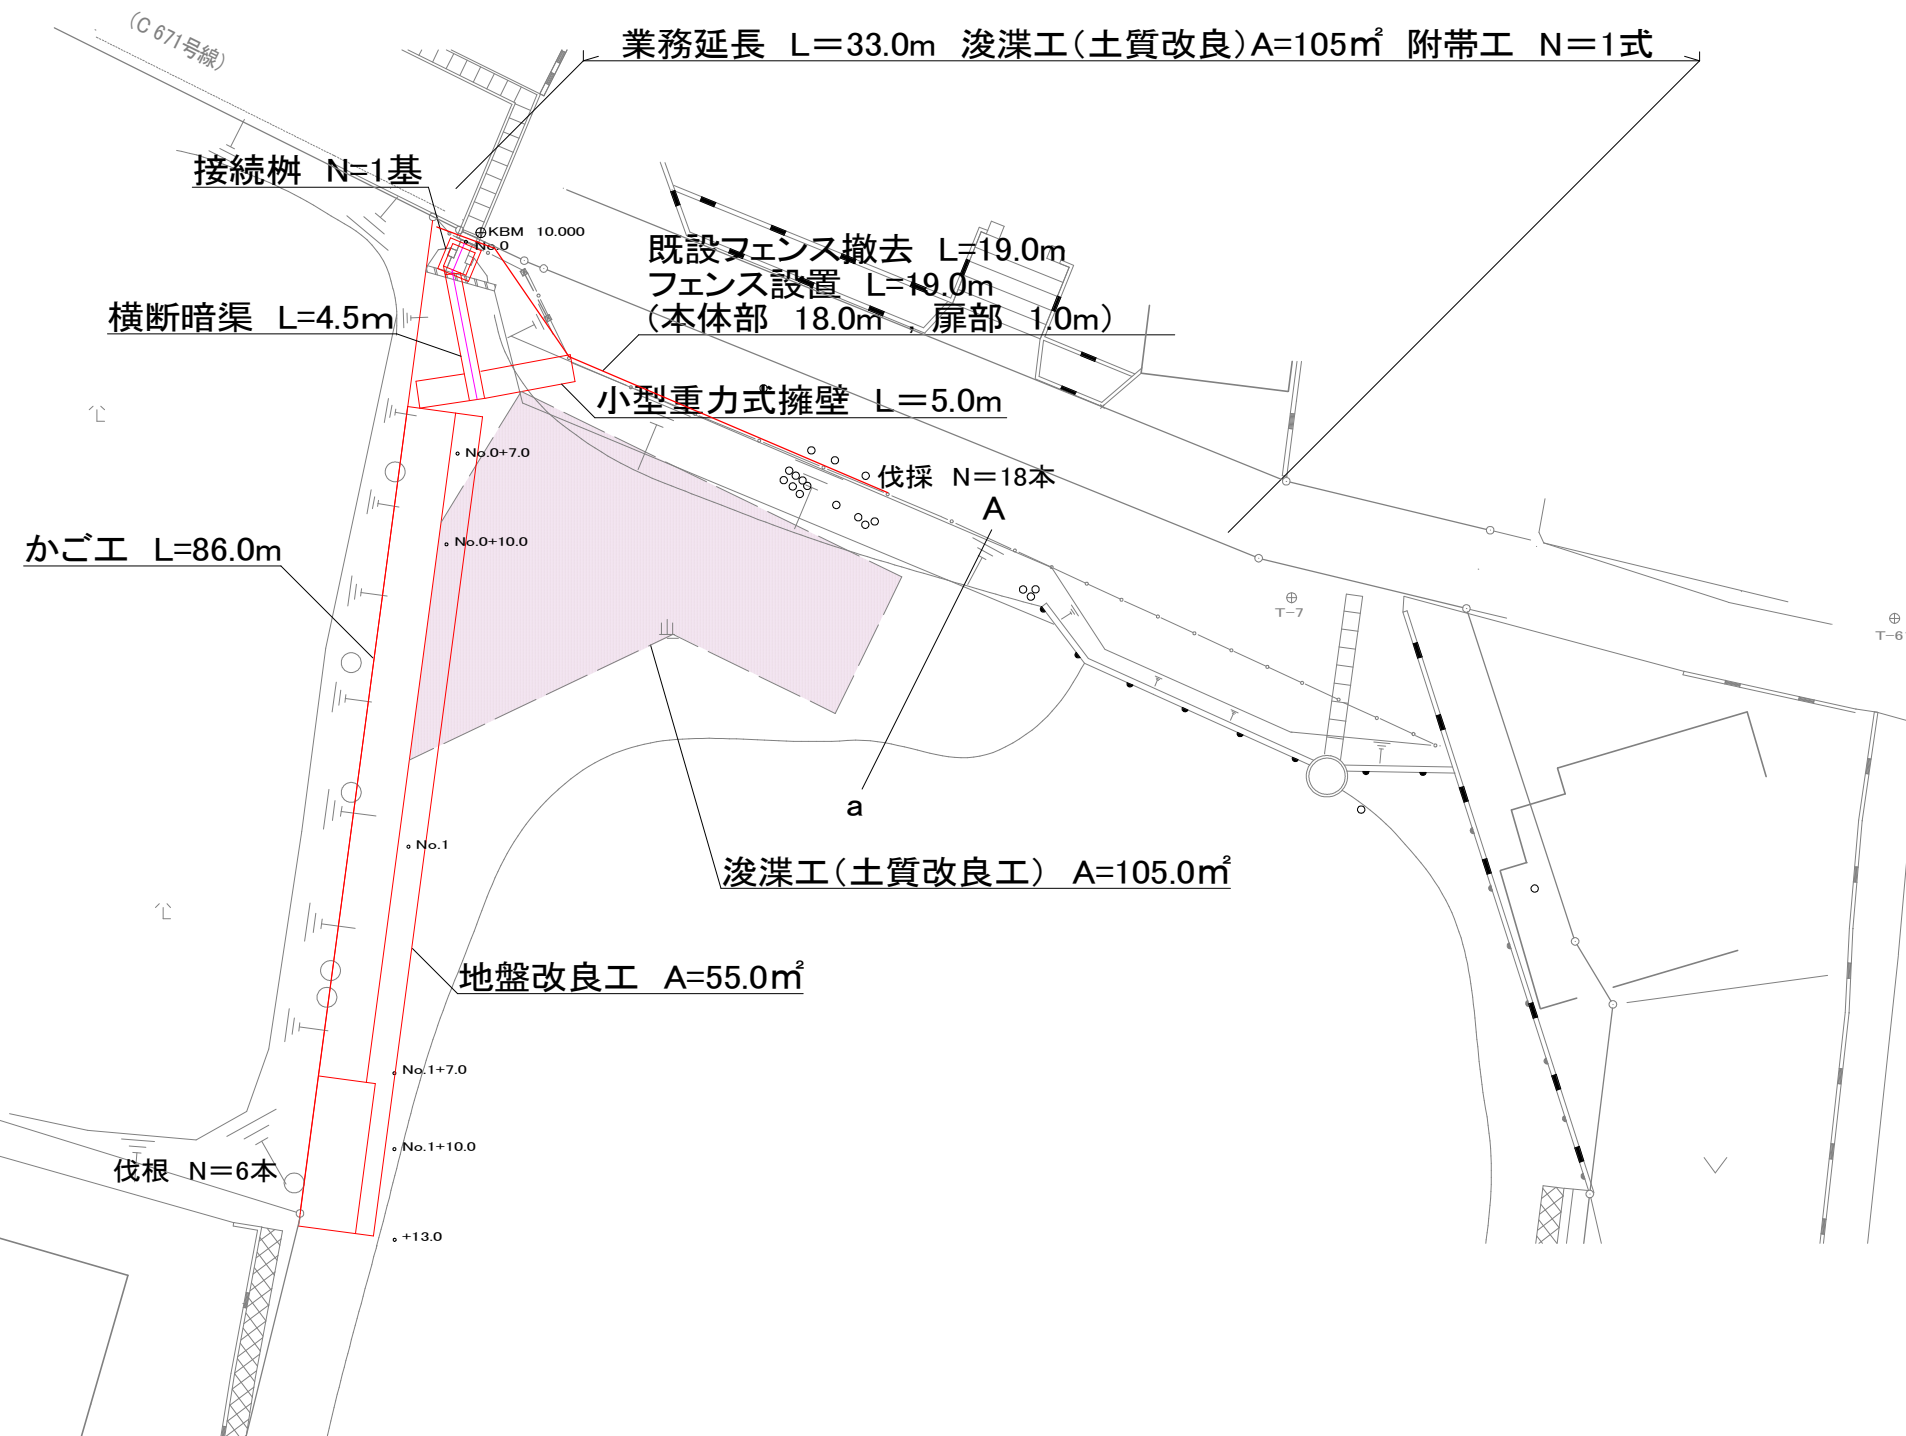 (C 671号線)
業務延長 L=33.0m 浚渫工(土質改良)A=105㎡ 附帯工 N=1式
接続桝 N=1基
KBM 10.000
No.0
既設フェンス撤去 L=19.0m
フェンス設置 L=19.0m
(本体部 18.0m , 扉部 1.0m)
横断暗渠 L=4.5m
小型重力式擁壁 L=5.0m
No.0+7.0
伐採 N=18本
A
No.0+10.0
かご工 L=86.0m
T-7
T-6
a
No.1
浚渫工(土質改良工) A=105.0㎡
地盤改良工 A=55.0㎡
No.1+7.0
No.1+10.0
伐根 N=6本
+13.0